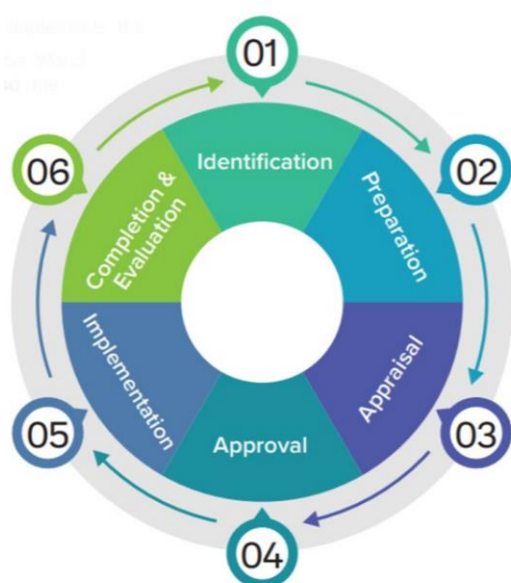 01
Identification
02
Preparation
03
Appraisal
04
Approval
05
Implementation
06
Completion &
Evaluation